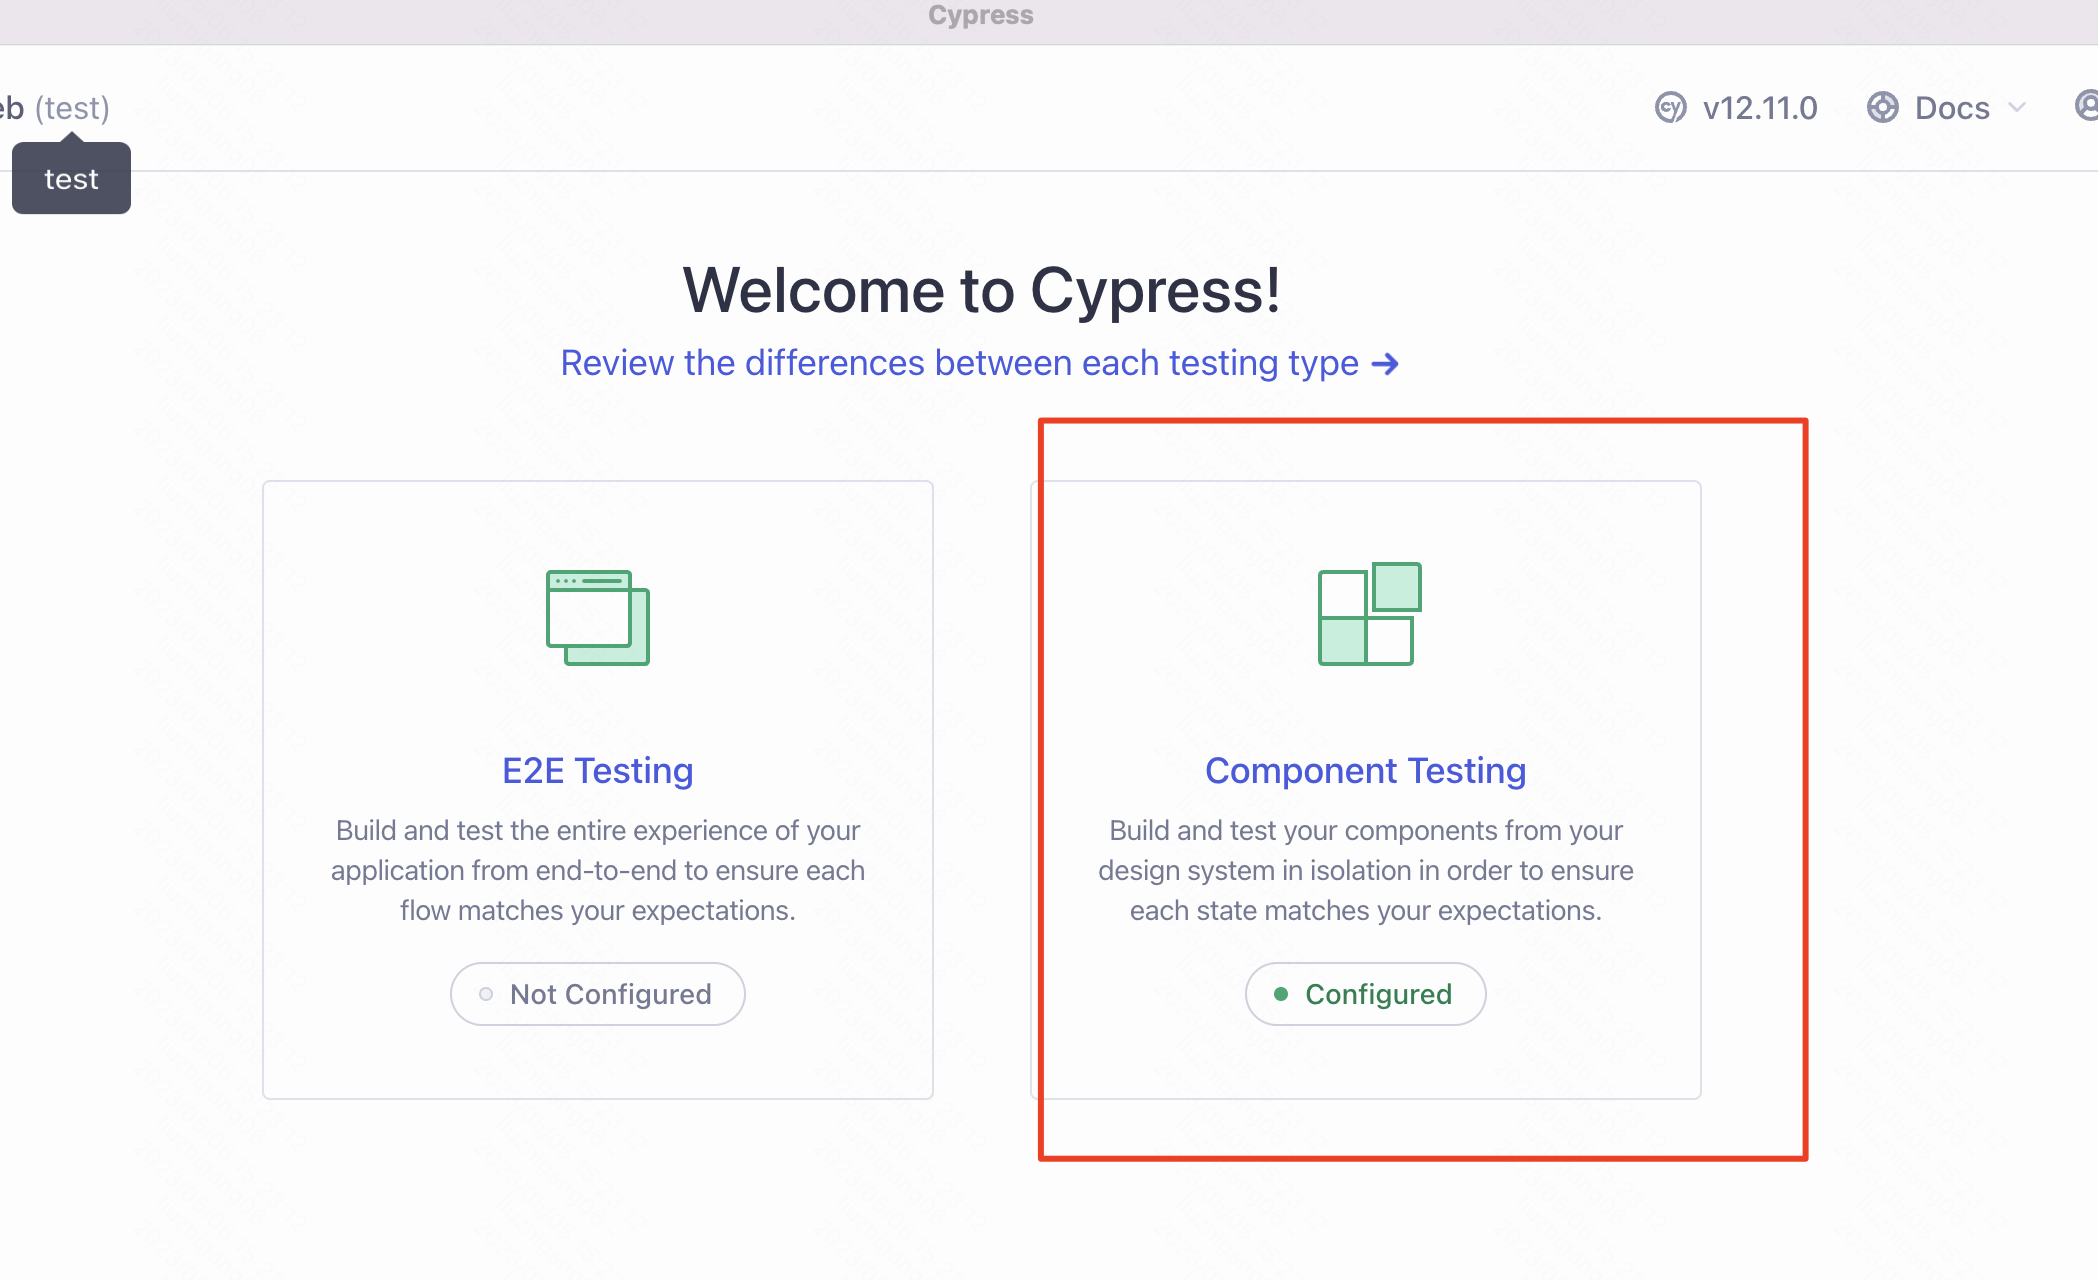 Cypress
eb (test)
cy v12.11.0
Docs
test
Welcome to Cypress!
Review the differences between each testing type →
E2E Testing
Build and test the entire experience of your
application from end-to-end to ensure each
flow matches your expectations.
Not Configured
Component Testing
Build and test your components from your
design system in isolation in order to ensure
each state matches your expectations.
Configured